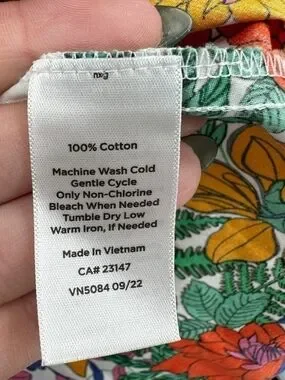 100% Cotton
Machine Wash Cold
Gentle Cycle
Only Non-Chlorine
Bleach When Needed
Tumble Dry Low
Warm Iron, If Needed
Made In Vietnam
CA# 23147
VN5084 09/22